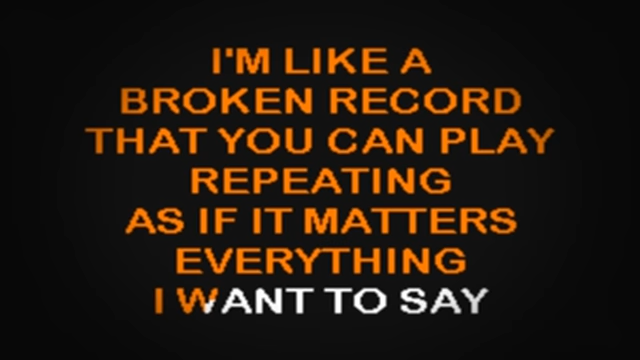 I'M LIKE A
BROKEN RECORD
THAT YOU CAN PLAY
REPEATING
AS IF IT MATTERS
EVERYTHING
I WANT TO SAY